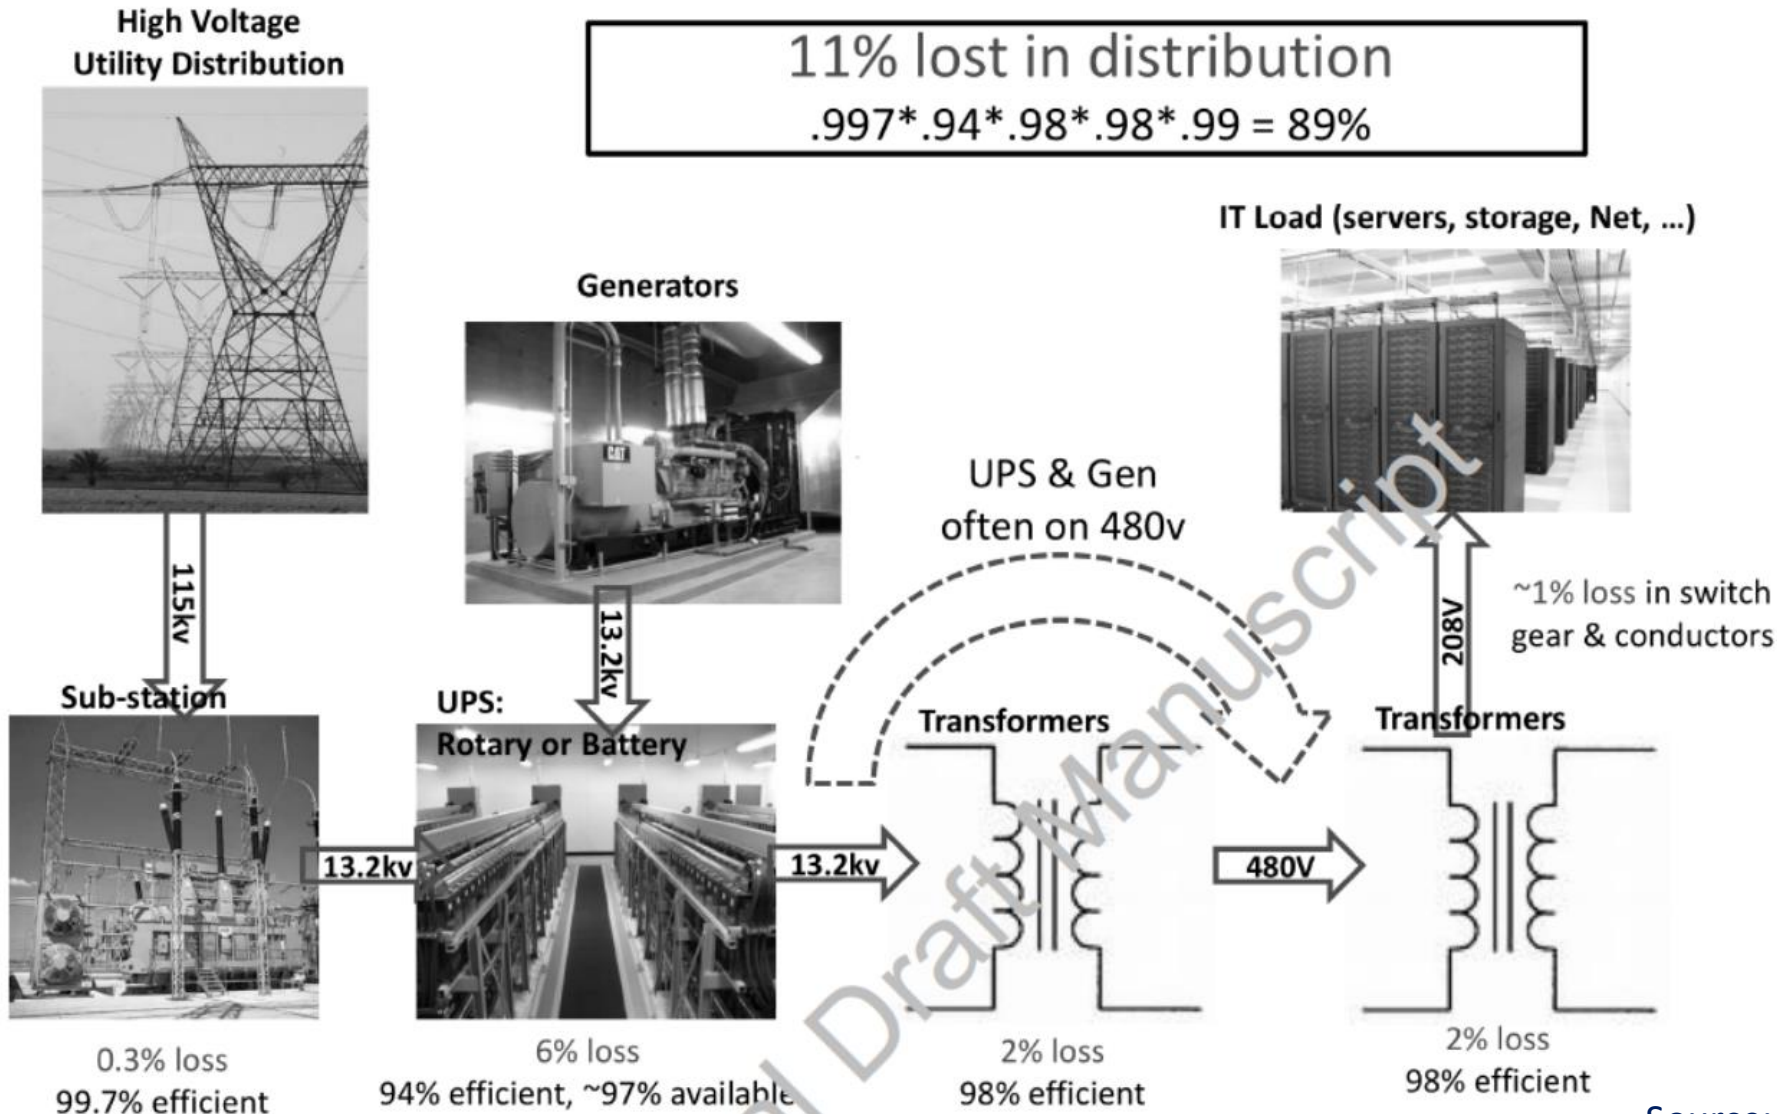 High Voltage
Utility Distribution
11% lost in distribution
.997*.94*.98*.98*.99 = 89%
IT Load (servers, storage, Net, ...)
Generators
CAT
UPS & Gen
often on 480v
115kv
13.2kv
208V
~1% loss in switch
gear & conductors
Sub-station
UPS:
Rotary or Battery
Transformers
Transformers
13.2kv
13.2kv
480V
0.3% loss
99.7% efficient
6% loss
94% efficient, ~97% available
2% loss
98% efficient
2% loss
98% efficient
Draft Manuscript